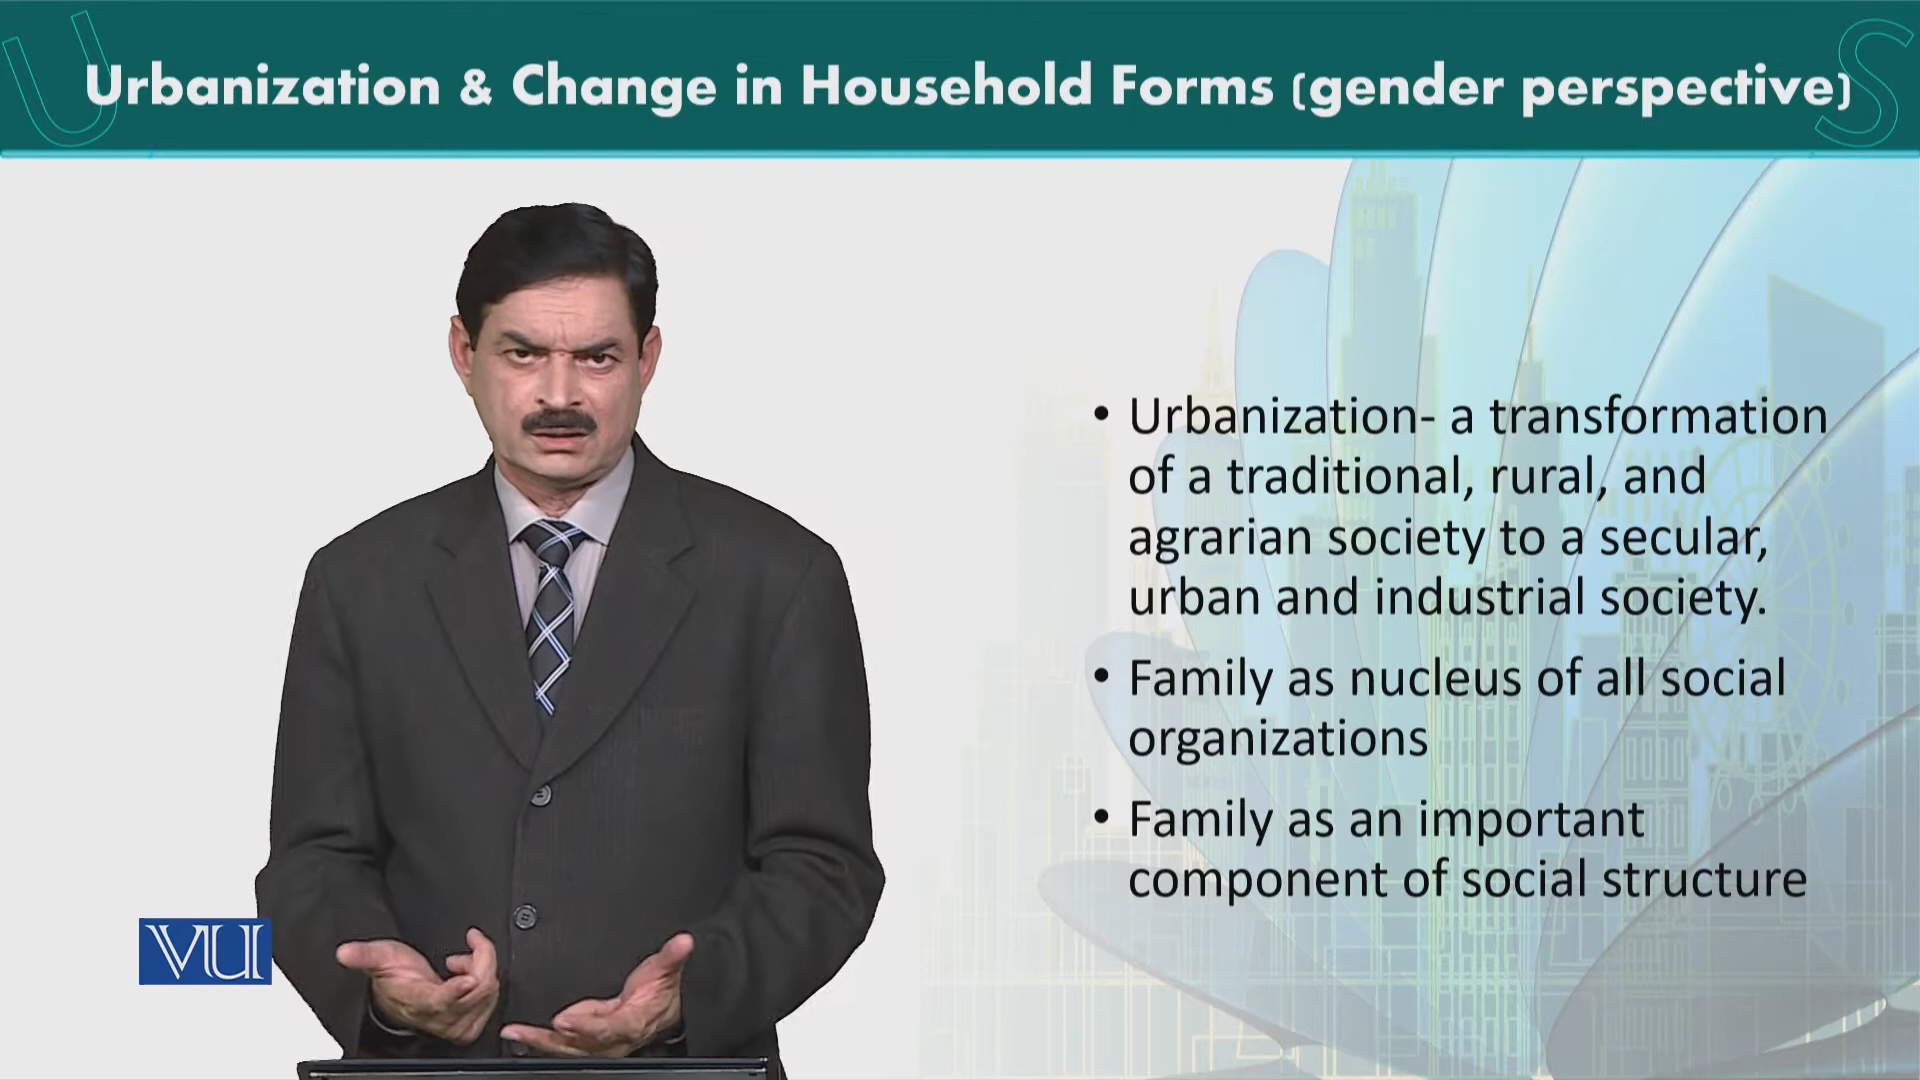 Urbanization & Change in Household Forms (gender perspective)
• Urbanization- a transformation
of a traditional, rural, and
agrarian society to a secular,
urban and industrial society.
• Family as nucleus of all social
organizations
• Family as an important
component of social structure
VU
U
S